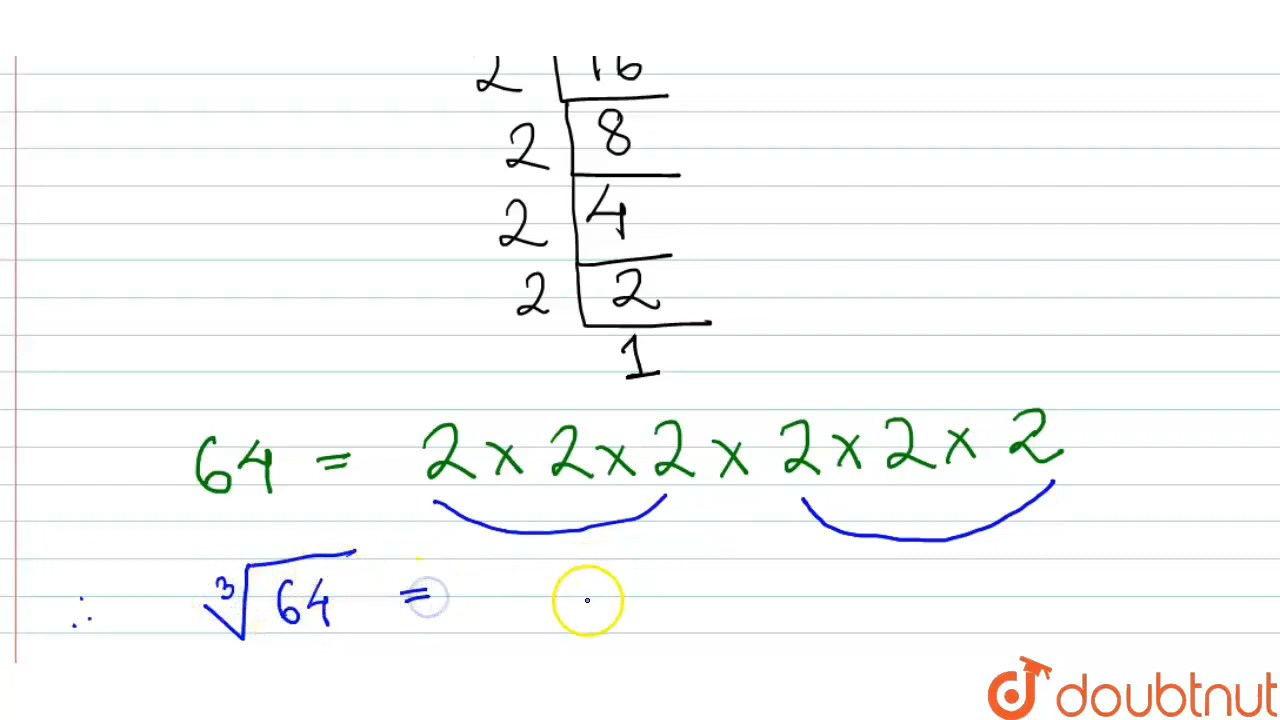 2 16
2 8
2 4
2 2
1
64 = 2 × 2 × 2 × 2 × 2 × 2
∴ ∛64 =
doubtnut